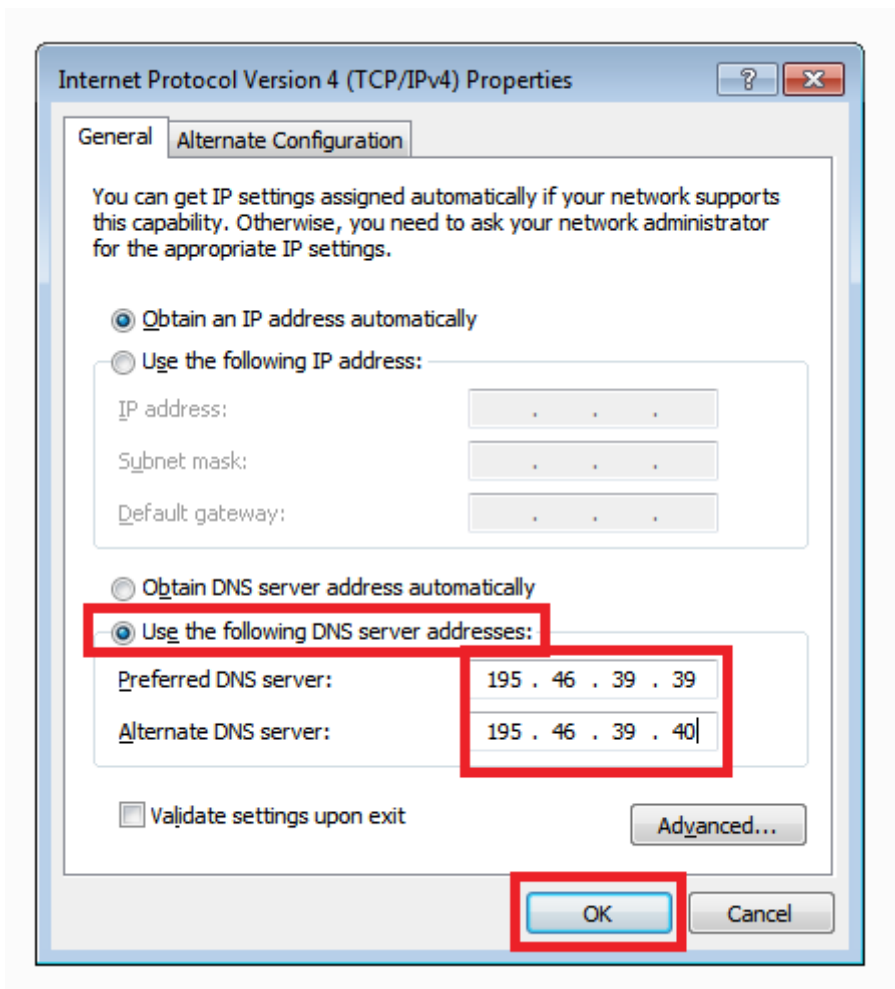 Internet Protocol Version 4 (TCP/IPv4) Properties
General
Alternate Configuration
You can get IP settings assigned automatically if your network supports
this capability. Otherwise, you need to ask your network administrator
for the appropriate IP settings.
Obtain an IP address automatically
Use the following IP address:
IP address: . . .
Subnet mask: . . .
Default gateway: . . .
Obtain DNS server address automatically
Use the following DNS server addresses:
Preferred DNS server: 195 . 46 . 39 . 39
Alternate DNS server: 195 . 46 . 39 . 40
Validate settings upon exit
Advanced...
OK
Cancel